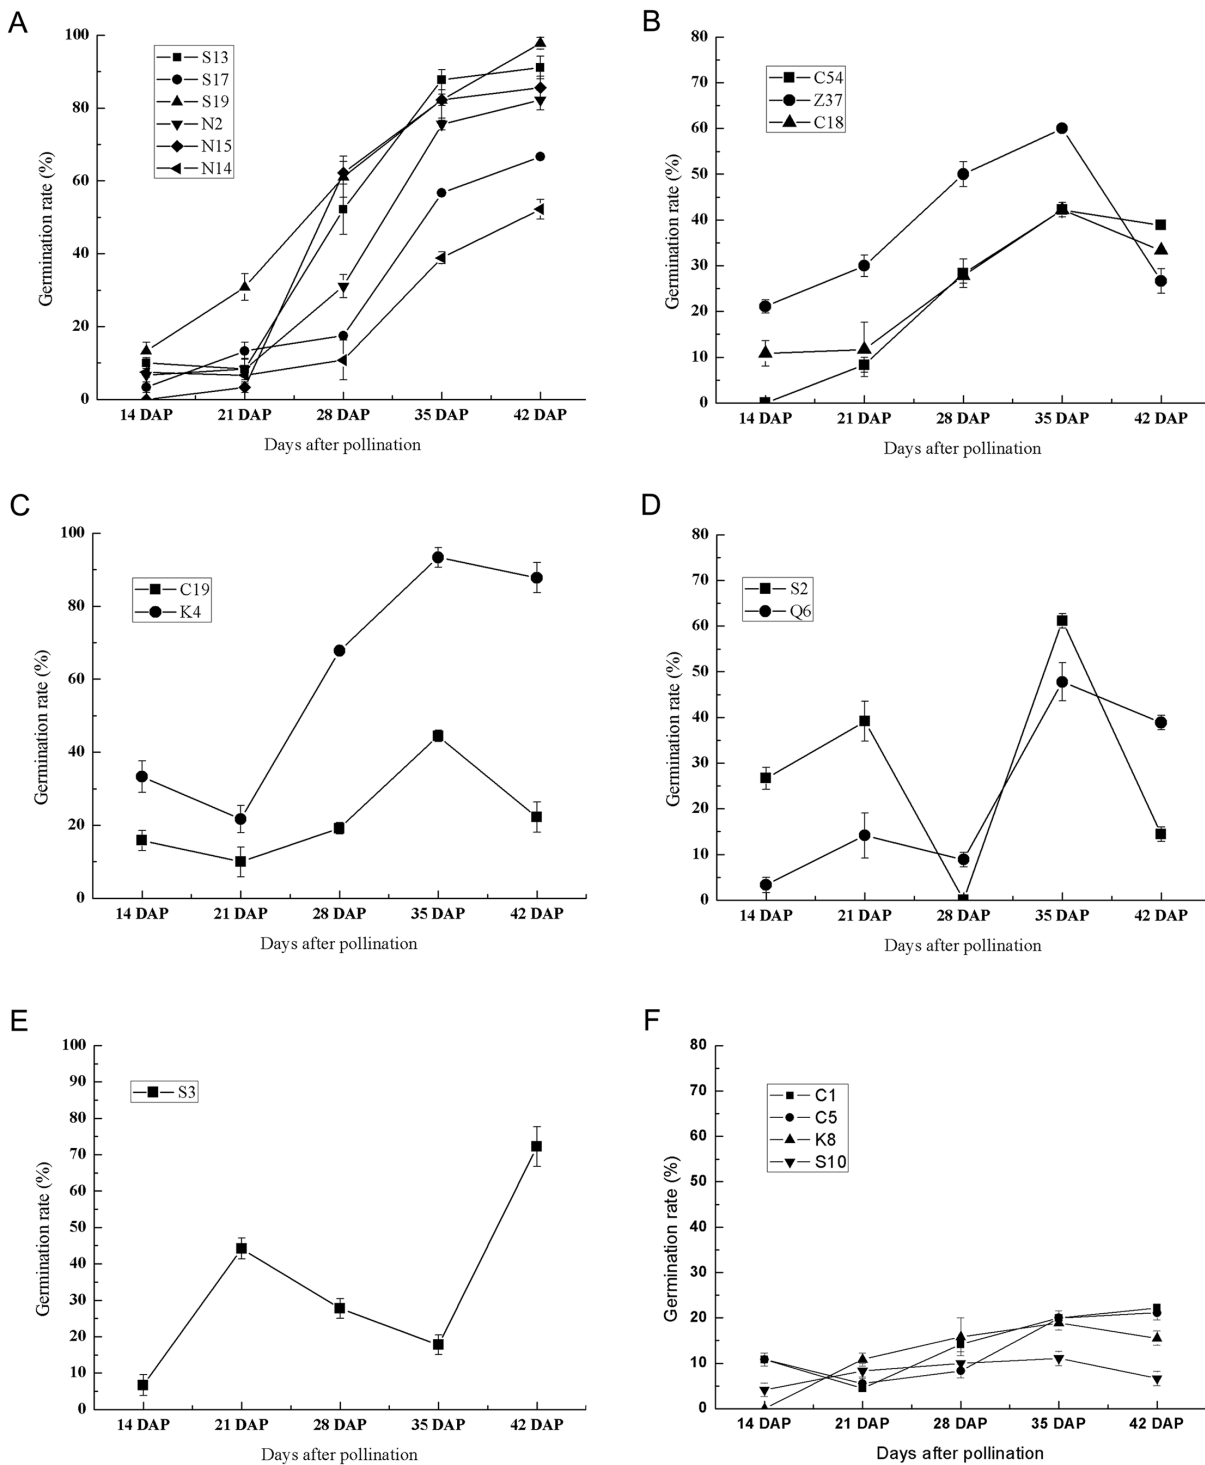 A
100
80
60
40
20
0
Germination rate (%)
S13
S17
S19
N2
N15
N14
14 DAP 21 DAP 28 DAP 35 DAP 42 DAP
Days after pollination
B
80
70
60
50
40
30
20
10
0
Germination rate (%)
C54
Z37
C18
14 DAP 21 DAP 28 DAP 35 DAP 42 DAP
Days after pollination
C
100
80
60
40
20
0
Germination rate (%)
C19
K4
14 DAP 21 DAP 28 DAP 35 DAP 42 DAP
Days after pollination
D
80
70
60
50
40
30
20
10
0
Germination rate (%)
S2
Q6
14 DAP 21 DAP 28 DAP 35 DAP 42 DAP
Days after pollination
E
100
90
80
70
60
50
40
30
20
10
0
Germination rate (%)
S3
14 DAP 21 DAP 28 DAP 35 DAP 42 DAP
Days after pollination
F
80
70
60
50
40
30
20
10
0
Germination rate (%)
C1
C5
K8
S10
14 DAP 21 DAP 28 DAP 35 DAP 42 DAP
Days after pollination